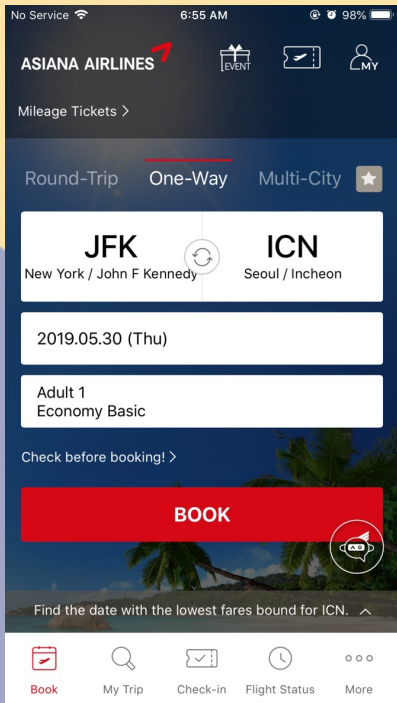 No Service 6:55 AM 98%
ASIANA AIRLINES
EVENT
MY
Mileage Tickets >
Round-Trip One-Way Multi-City
JFK ICN
New York / John F Kennedy Seoul / Incheon
2019.05.30 (Thu)
Adult 1
Economy Basic
Check before booking! >
BOOK
Find the date with the lowest fares bound for ICN.
Book My Trip Check-in Flight Status More